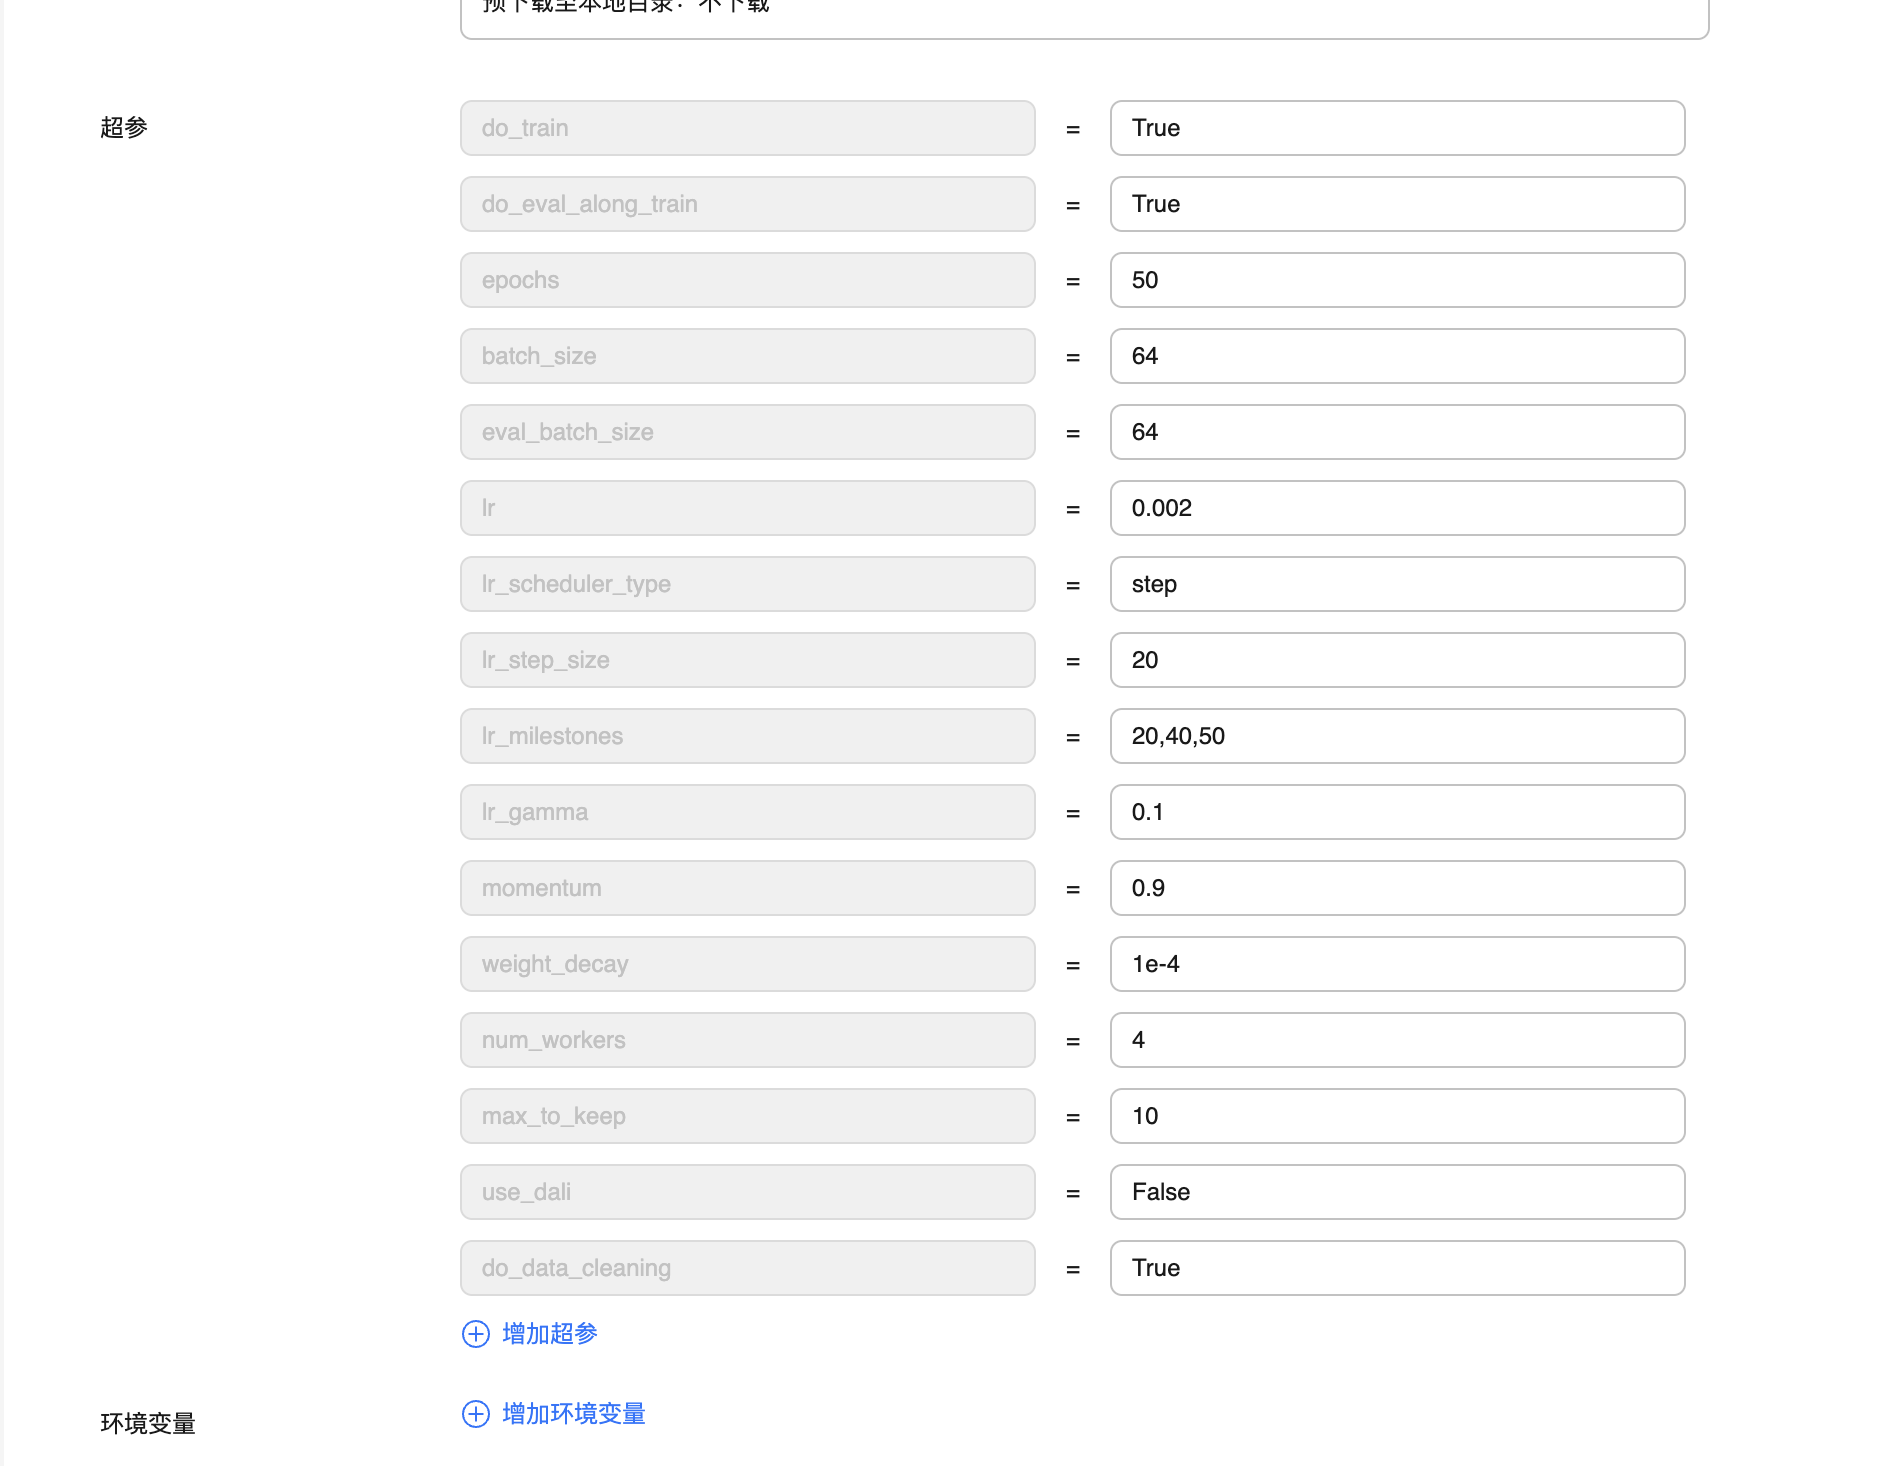 预下载至本地目录：不下载
超参
do_train = True
do_eval_along_train = True
epochs = 50
batch_size = 64
eval_batch_size = 64
lr = 0.002
lr_scheduler_type = step
lr_step_size = 20
lr_milestones = 20,40,50
lr_gamma = 0.1
momentum = 0.9
weight_decay = 1e-4
num_workers = 4
max_to_keep = 10
use_dali = False
do_data_cleaning = True
增加超参
环境变量
增加环境变量